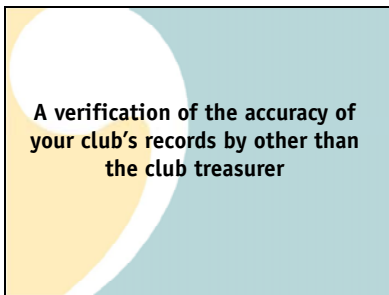 A verification of the accuracy of
your club’s records by other than
the club treasurer